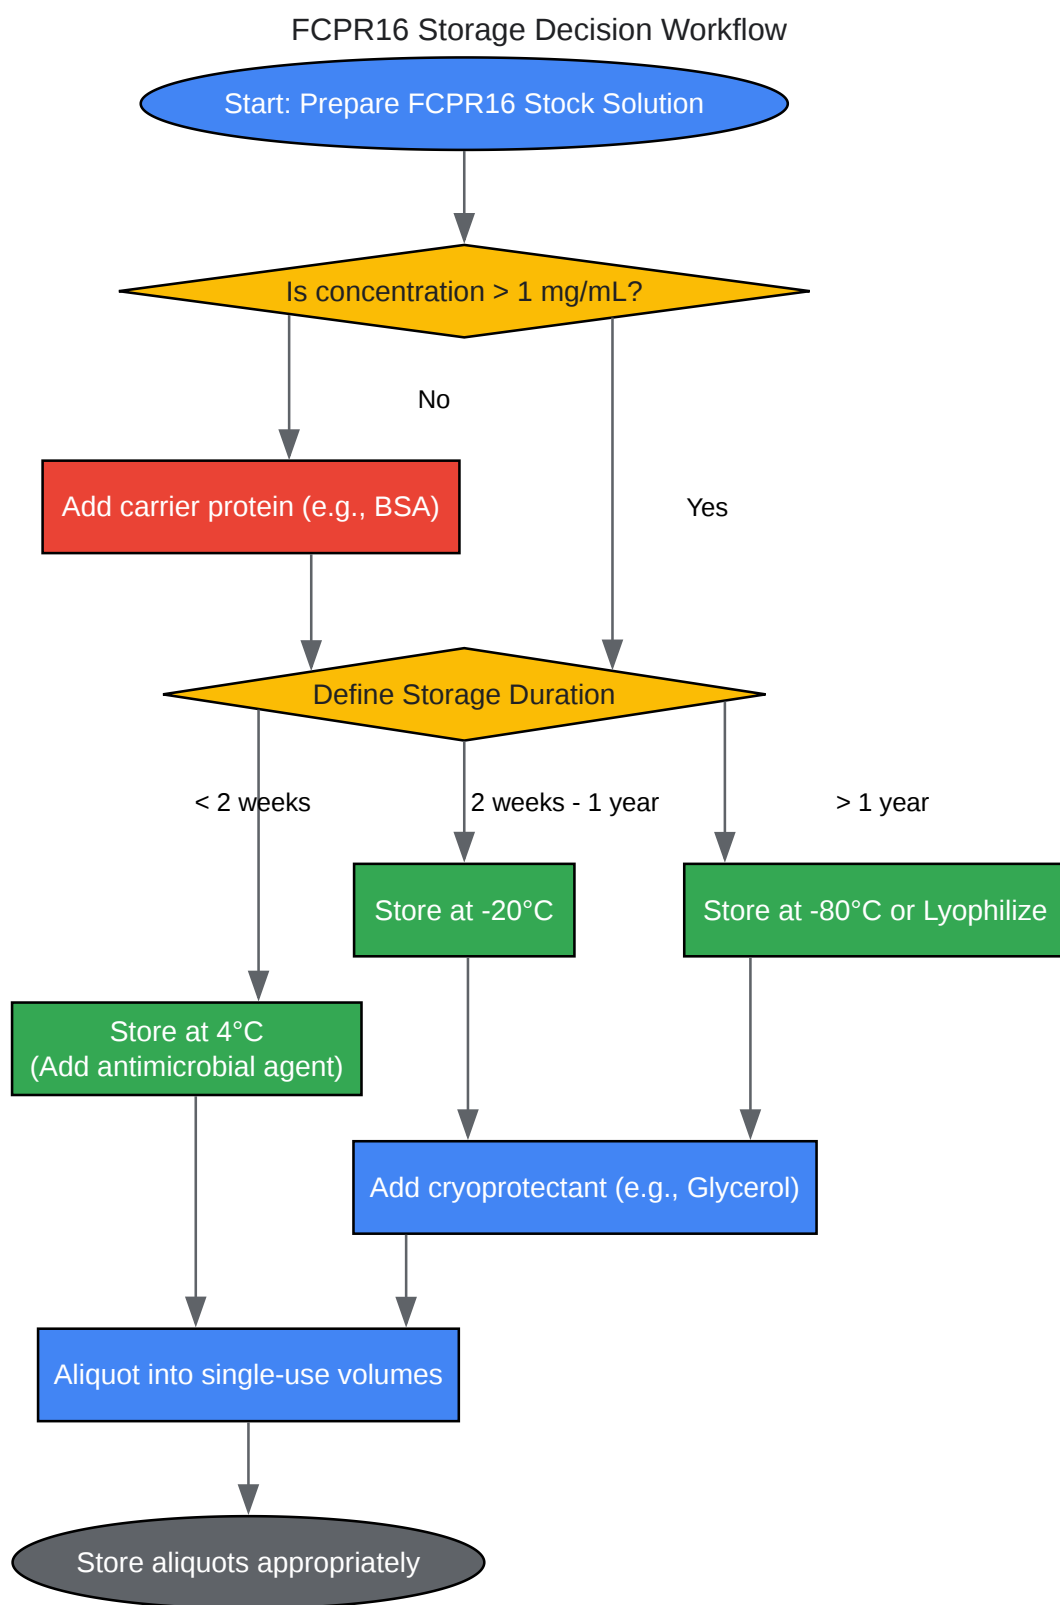 FCPR16 Storage Decision Workflow
Start: Prepare FCPR16 Stock Solution
Is concentration > 1 mg/mL?
No
Add carrier protein (e.g., BSA)
Yes
Define Storage Duration
< 2 weeks
2 weeks - 1 year
> 1 year
Store at -20°C
Store at -80°C or Lyophilize
Store at 4°C
(Add antimicrobial agent)
Add cryoprotectant (e.g., Glycerol)
Aliquot into single-use volumes
Store aliquots appropriately